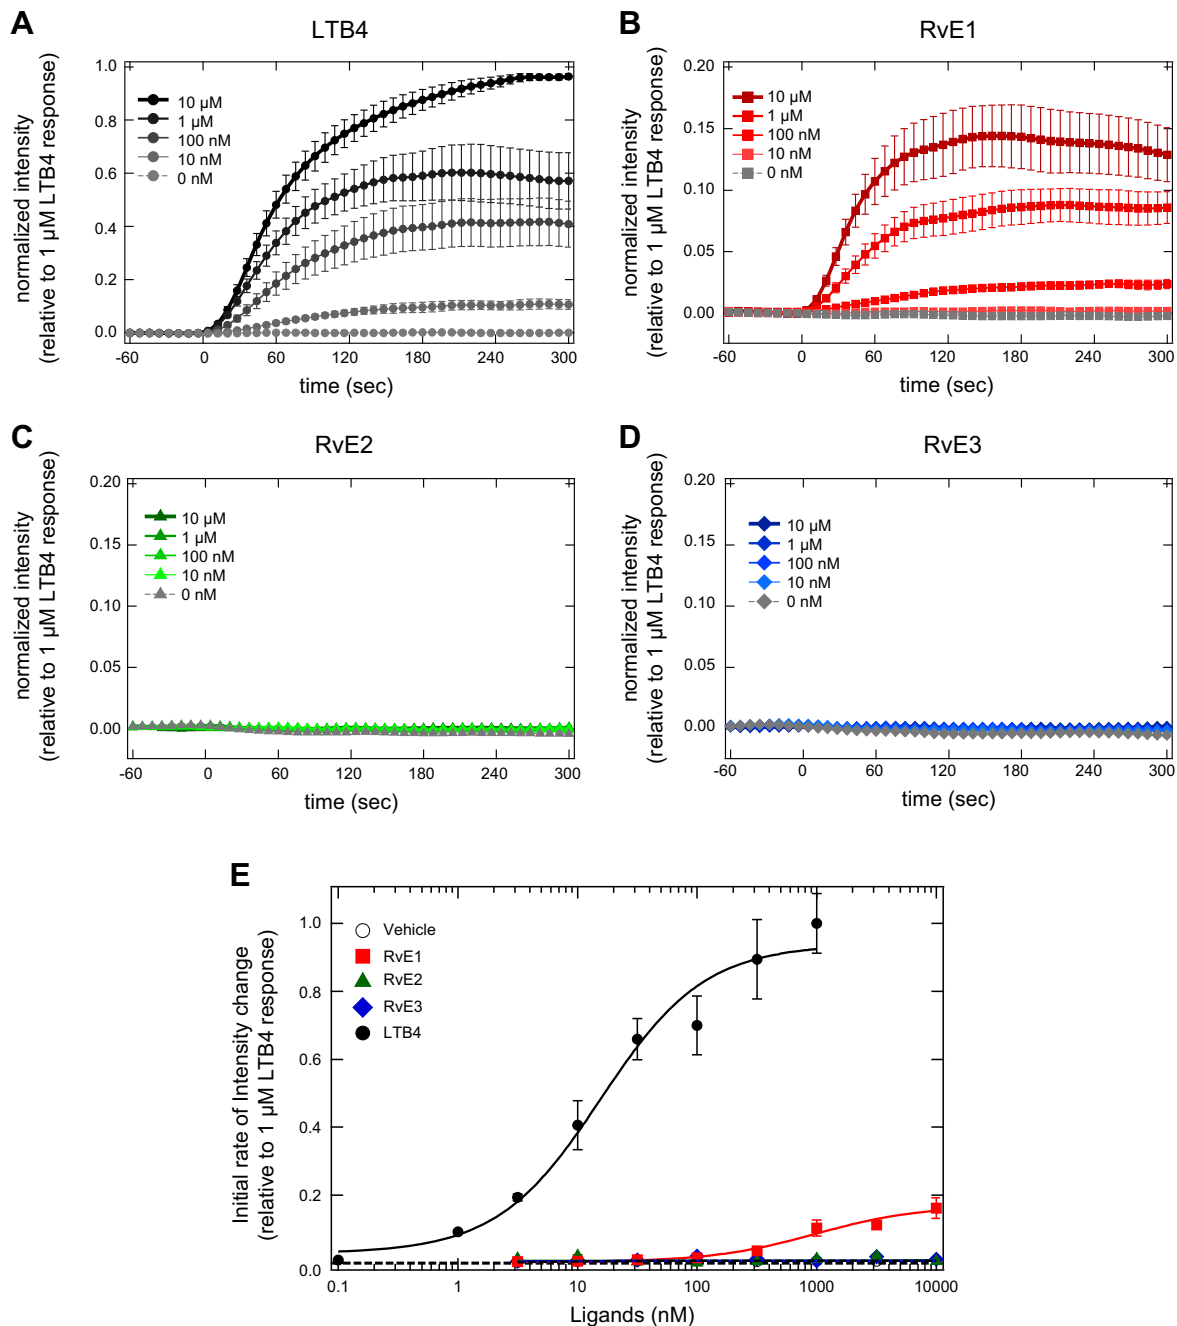 A
LTB4
normalized intensity
(relative to 1 µM LTB4 response)
1.0
0.8
0.6
0.4
0.2
0.0
10 µM
1 µM
100 nM
10 nM
0 nM
-60
0
60
120
180
240
300
time (sec)
B
RvE1
normalized intensity
(relative to 1 µM LTB4 response)
0.20
0.15
0.10
0.05
0.00
10 µM
1 µM
100 nM
10 nM
0 nM
-60
0
60
120
180
240
300
time (sec)
C
RvE2
normalized intensity
(relative to 1 µM LTB4 response)
0.20
0.15
0.10
0.05
0.00
10 µM
1 µM
100 nM
10 nM
0 nM
-60
0
60
120
180
240
300
time (sec)
D
RvE3
normalized intensity
(relative to 1 µM LTB4 response)
0.20
0.15
0.10
0.05
0.00
10 µM
1 µM
100 nM
10 nM
0 nM
-60
0
60
120
180
240
300
time (sec)
E
Initial rate of Intensity change
(relative to 1 µM LTB4 response)
1.0
0.8
0.6
0.4
0.2
0.0
Vehicle
RvE1
RvE2
RvE3
LTB4
0.1
1
10
100
1000
10000
Ligands (nM)